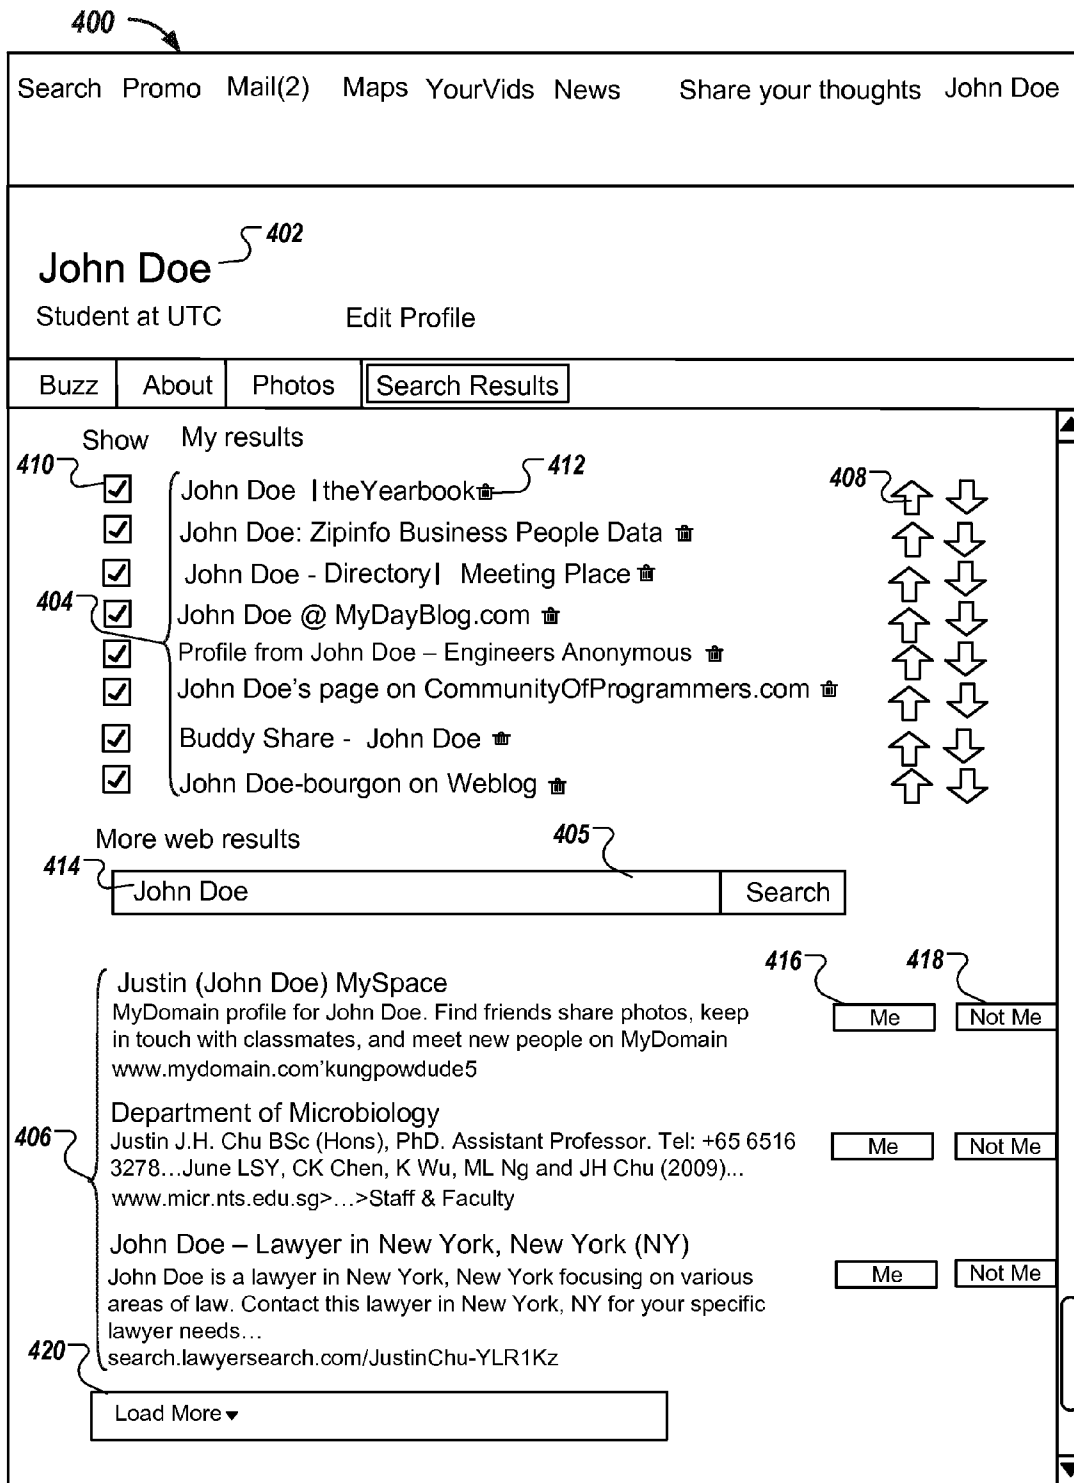 400
Search Promo Mail(2) Maps YourVids News Share your thoughts John Doe
402
John Doe
Student at UTC Edit Profile
Buzz About Photos Search Results
Show My results
410 412 408
John Doe |theYearbook
John Doe: Zipinfo Business People Data
John Doe - Directory| Meeting Place
404
John Doe @ MyDayBlog.com
Profile from John Doe – Engineers Anonymous
John Doe's page on CommunityOfProgrammers.com
Buddy Share - John Doe
John Doe-bourgon on Weblog
More web results 405
414
John Doe Search
416 418
Justin (John Doe) MySpace
MyDomain profile for John Doe. Find friends share photos, keep Me Not Me
in touch with classmates, and meet new people on MyDomain
www.mydomain.com'kungpowdude5
Department of Microbiology
406
Justin J.H. Chu BSc (Hons), PhD. Assistant Professor. Tel: +65 6516 Me Not Me
3278...June LSY, CK Chen, K Wu, ML Ng and JH Chu (2009)...
www.micr.nts.edu.sg>...>Staff & Faculty
John Doe – Lawyer in New York, New York (NY)
John Doe is a lawyer in New York, New York focusing on various Me Not Me
areas of law. Contact this lawyer in New York, NY for your specific
lawyer needs...
420
search.lawyersearch.com/JustinChu-YLR1Kz
Load More